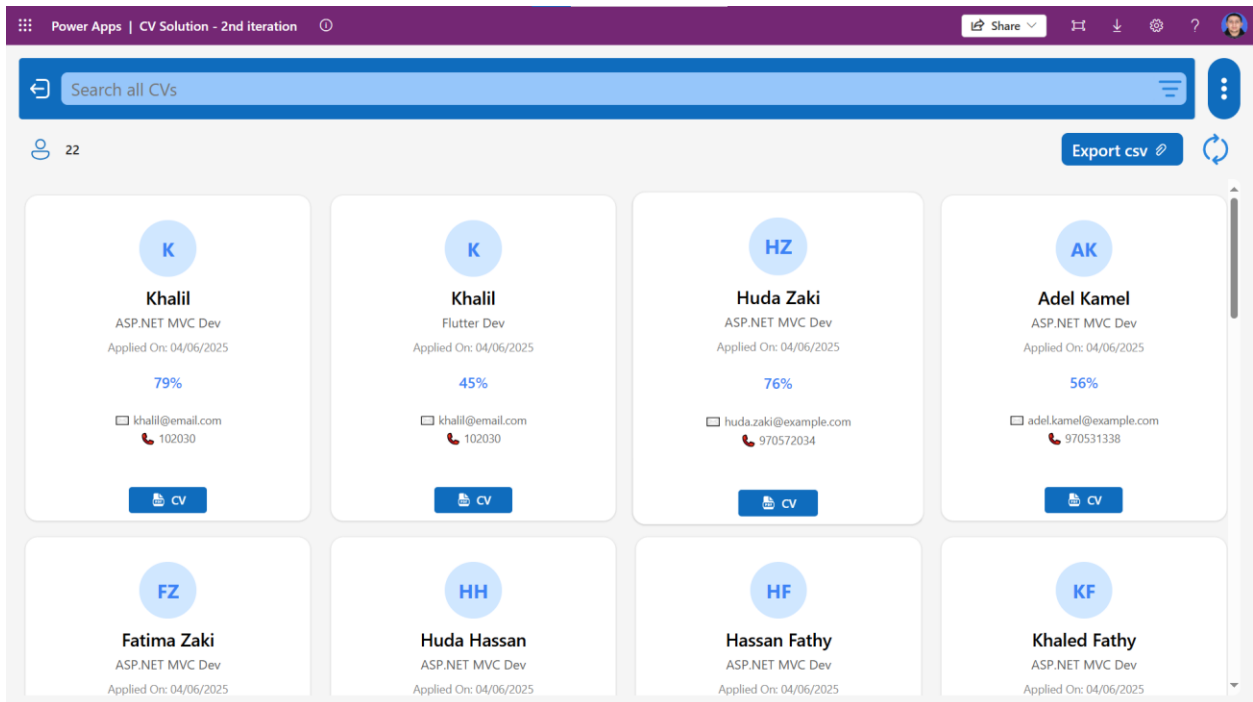 Power Apps | CV Solution - 2nd iteration
Share
?
Search all CVs
22
Export csv
K
Khalil
ASP.NET MVC Dev
Applied On: 04/06/2025
79%
khalil@email.com
102030
CV
K
Khalil
Flutter Dev
Applied On: 04/06/2025
45%
khalil@email.com
102030
CV
HZ
Huda Zaki
ASP.NET MVC Dev
Applied On: 04/06/2025
76%
huda.zaki@example.com
970572034
CV
AK
Adel Kamel
ASP.NET MVC Dev
Applied On: 04/06/2025
56%
adel.kamel@example.com
970531338
CV
FZ
Fatima Zaki
ASP.NET MVC Dev
Applied On: 04/06/2025
HH
Huda Hassan
ASP.NET MVC Dev
Applied On: 04/06/2025
HF
Hassan Fathy
ASP.NET MVC Dev
Applied On: 04/06/2025
KF
Khaled Fathy
ASP.NET MVC Dev
Applied On: 04/06/2025